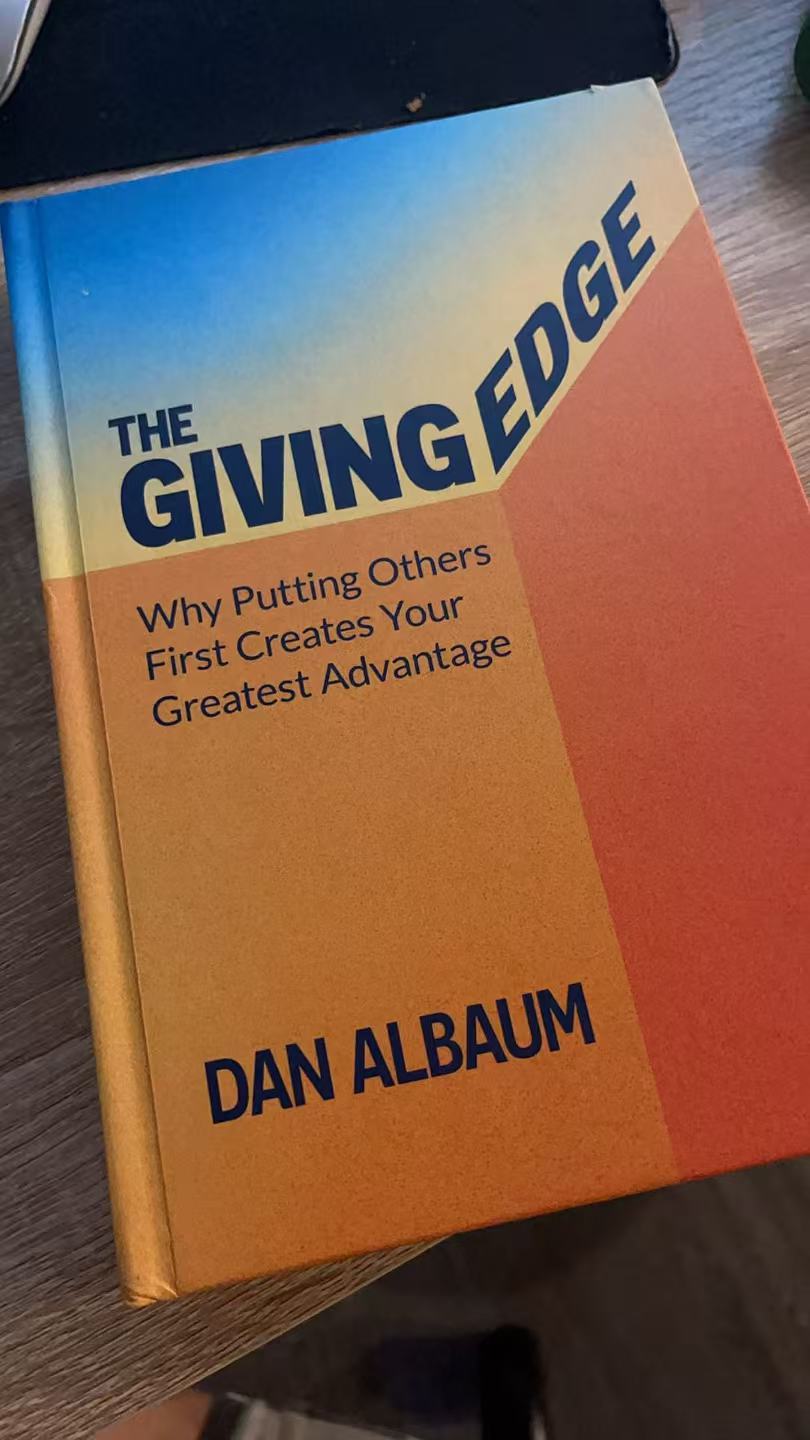 THE
GIVING EDGE
Why Putting Others
First Creates Your
Greatest Advantage
DAN ALBAUM